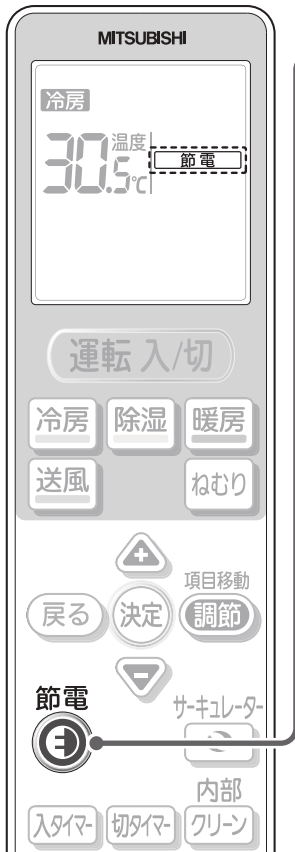 MITSUBISHI
冷房
30.5℃ 温度 節電
運転 入/切
冷房 除湿 暖房
送風 ねむり
項目移動
戻る 決定 調節
節電 サーキュレーター
内部
入タイマー 切タイマー クリーン